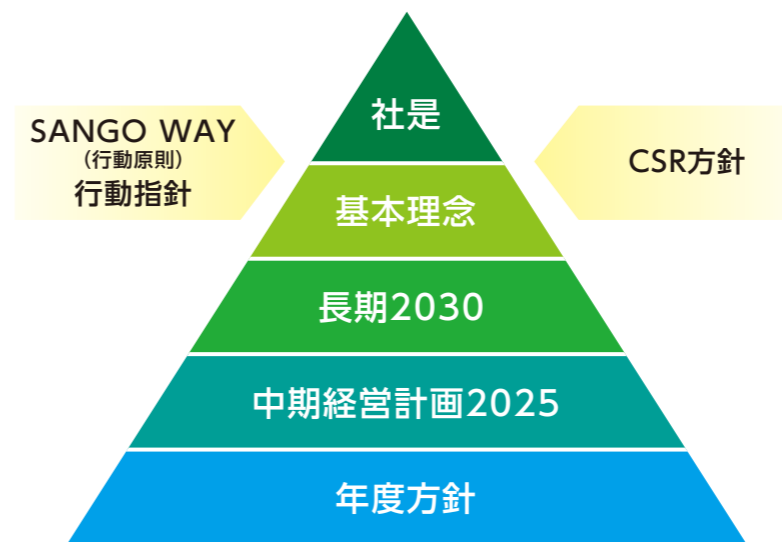 社是
SANGO WAY
(行動原則)
行動指針
CSR方針
基本理念
長期2030
中期経営計画2025
年度方針